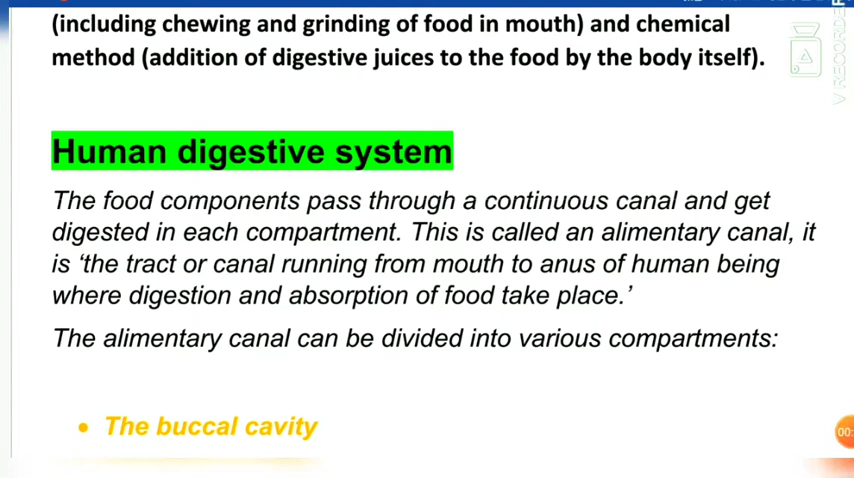 (including chewing and grinding of food in mouth) and chemical
method (addition of digestive juices to the food by the body itself).
Human digestive system
The food components pass through a continuous canal and get
digested in each compartment. This is called an alimentary canal, it
is ‘the tract or canal running from mouth to anus of human being
where digestion and absorption of food take place.’
The alimentary canal can be divided into various compartments:
• The buccal cavity
V RECORDER
00: